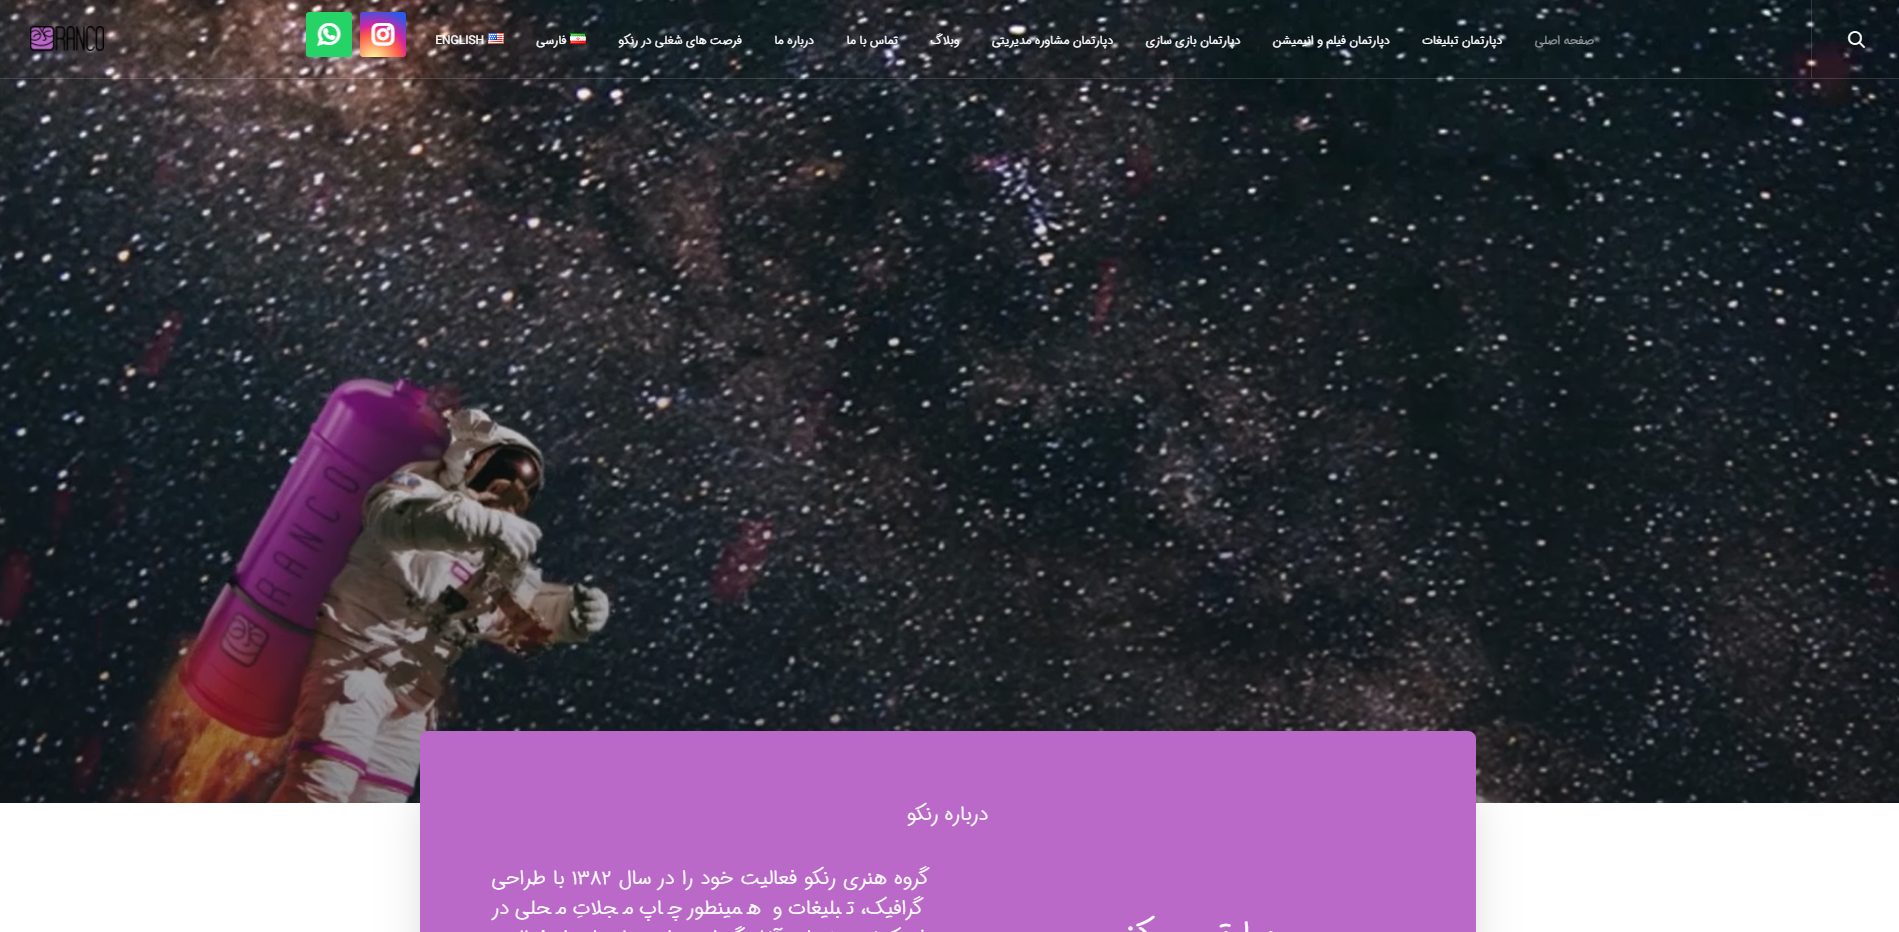 صفحه اصلی
دپارتمان تبلیغات
دپارتمان فیلم و انیمیشن
دپارتمان بازی سازی
دپارتمان مشاوره مدیریتی
وبلاگ
تماس با ما
درباره ما
فرصت های شغلی در رنکو
فارسی
ENGLISH
RANCO
RANCO
درباره رنکو
گروه هنری رنکو فعالیت خود را در سال ۱۳۸۲ با طراحی
گرافیک، تبلیغات و همینطور چاپ مجلاتِ محلی در